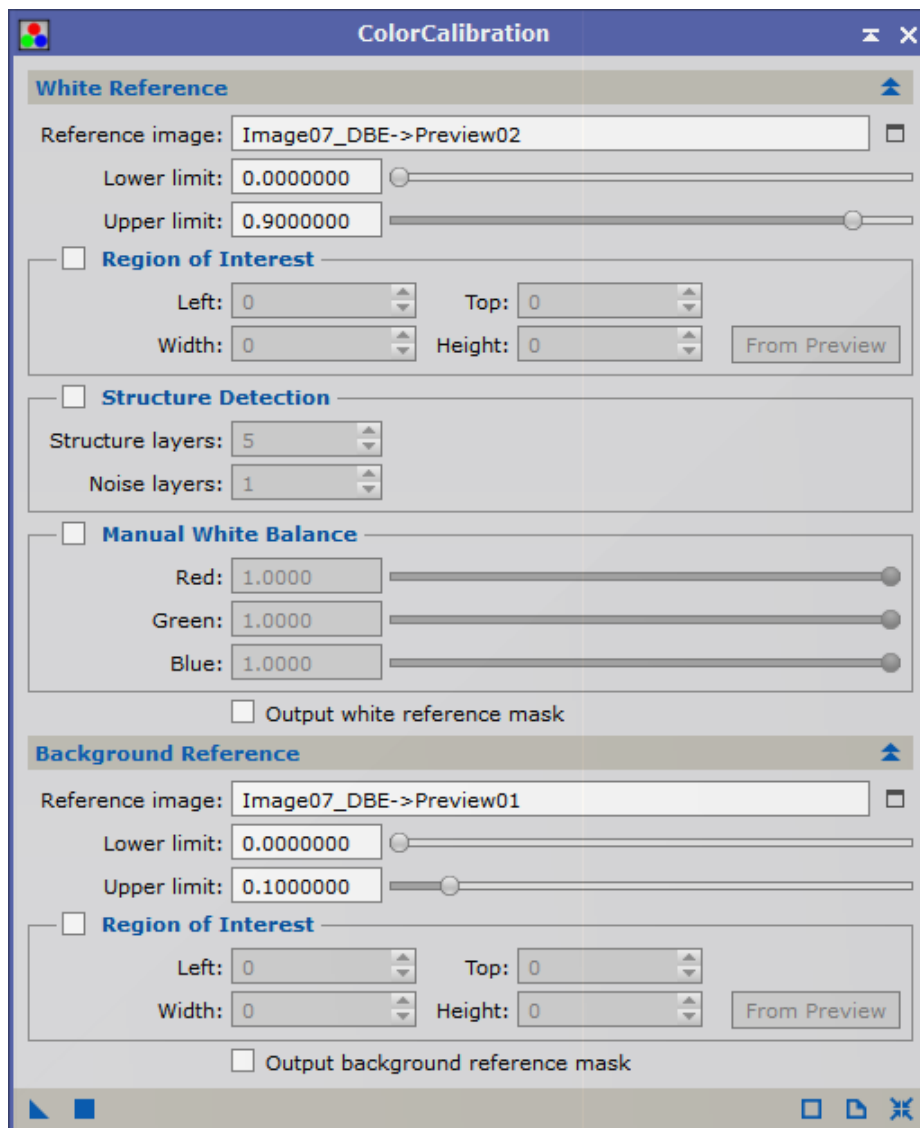 ColorCalibration
White Reference
Reference image: Image07_DBE->Preview02
Lower limit: 0.0000000
Upper limit: 0.9000000
Region of Interest
Left: 0 Top: 0
Width: 0 Height: 0 From Preview
Structure Detection
Structure layers: 5
Noise layers: 1
Manual White Balance
Red: 1.0000
Green: 1.0000
Blue: 1.0000
Output white reference mask
Background Reference
Reference image: Image07_DBE->Preview01
Lower limit: 0.0000000
Upper limit: 0.1000000
Region of Interest
Left: 0 Top: 0
Width: 0 Height: 0 From Preview
Output background reference mask